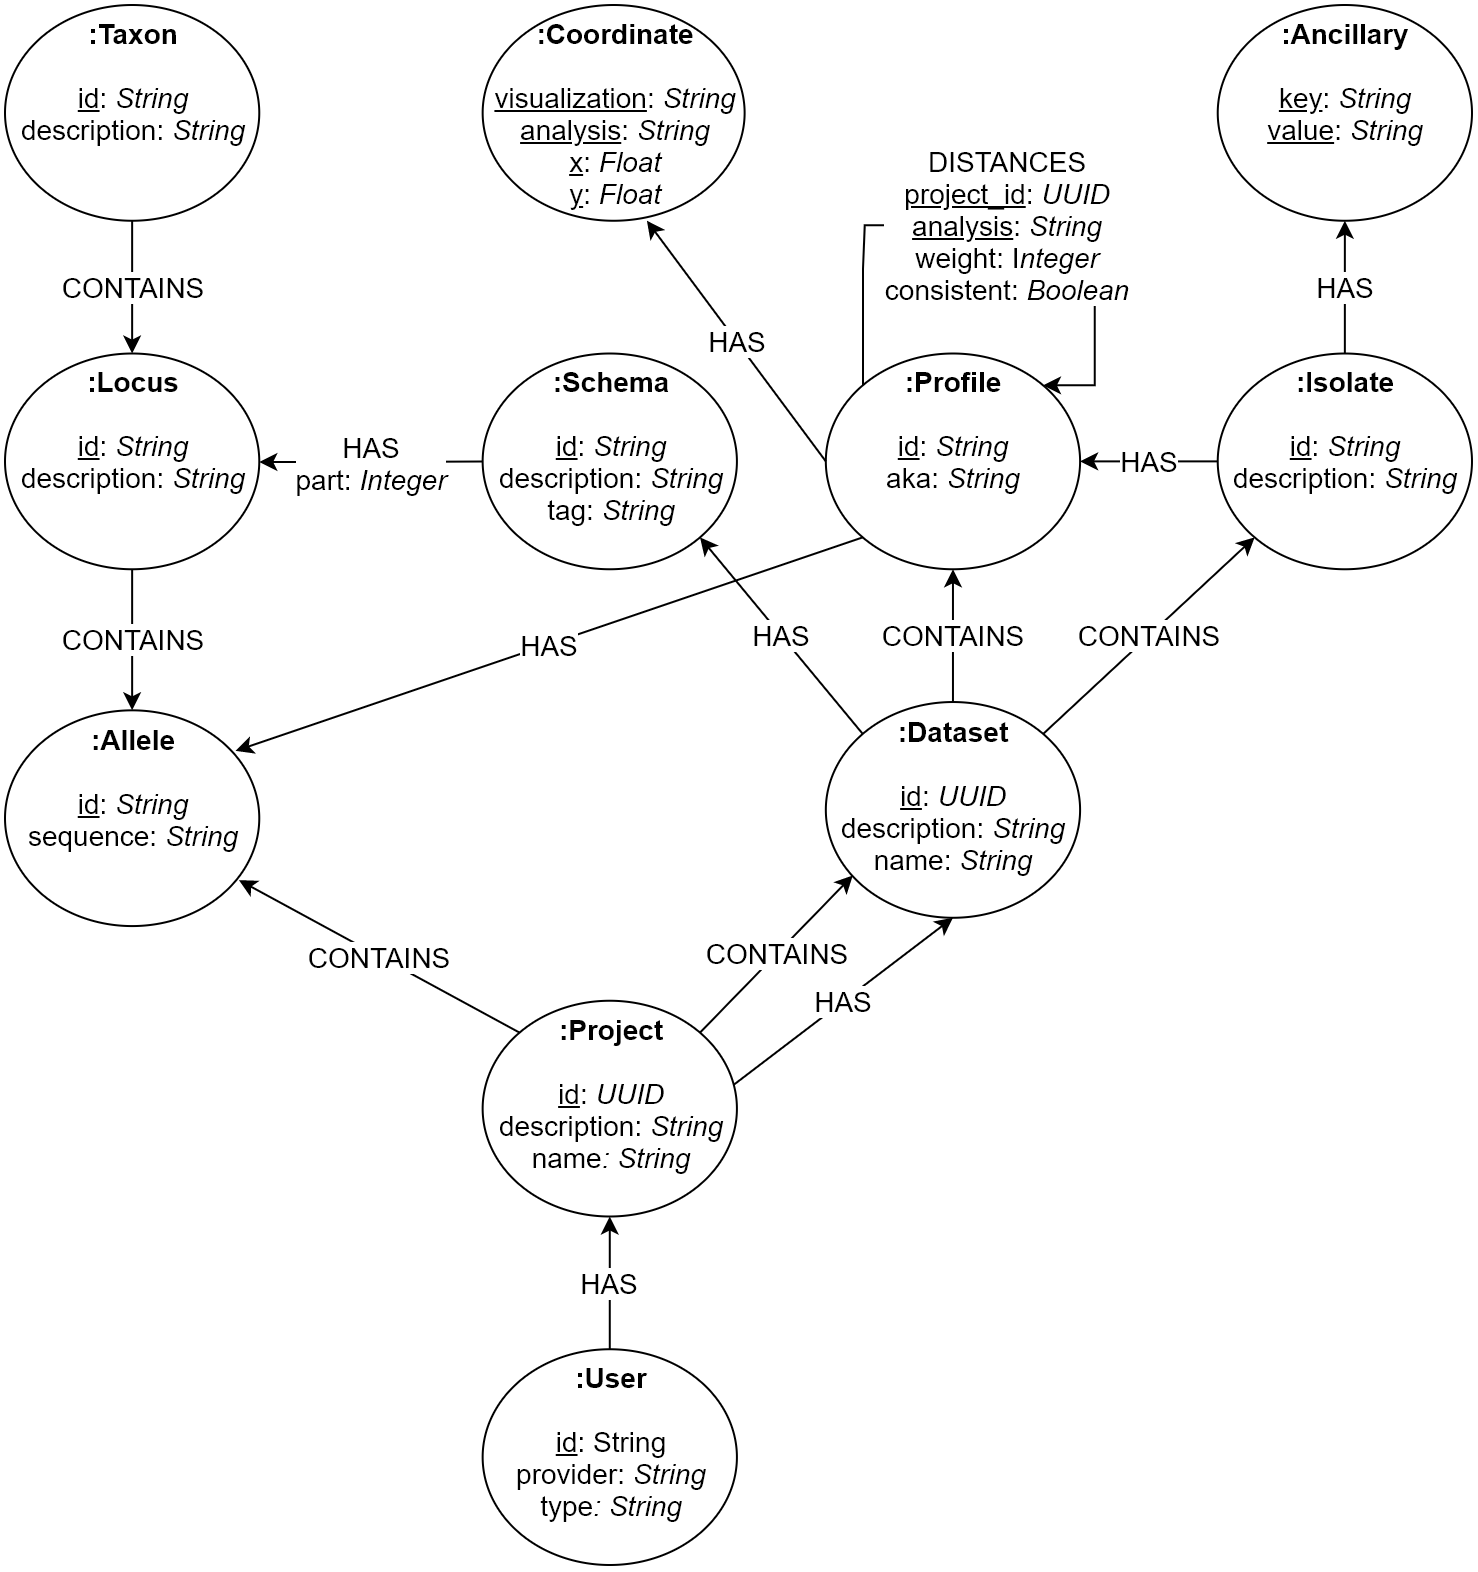 :Taxon
id: String
description: String
:Coordinate
visualization: String
analysis: String
x: Float
y: Float
:Ancillary
key: String
value: String
DISTANCES
project_id: UUID
analysis: String
weight: Integer
consistent: Boolean
CONTAINS
HAS
HAS
:Locus
id: String
description: String
HAS
part: Integer
:Schema
id: String
description: String
tag: String
:Profile
id: String
aka: String
HAS
:Isolate
id: String
description: String
CONTAINS
HAS
HAS
CONTAINS
CONTAINS
:Allele
id: String
sequence: String
:Dataset
id: UUID
description: String
name: String
CONTAINS
CONTAINS
HAS
:Project
id: UUID
description: String
name: String
HAS
:User
id: String
provider: String
type: String